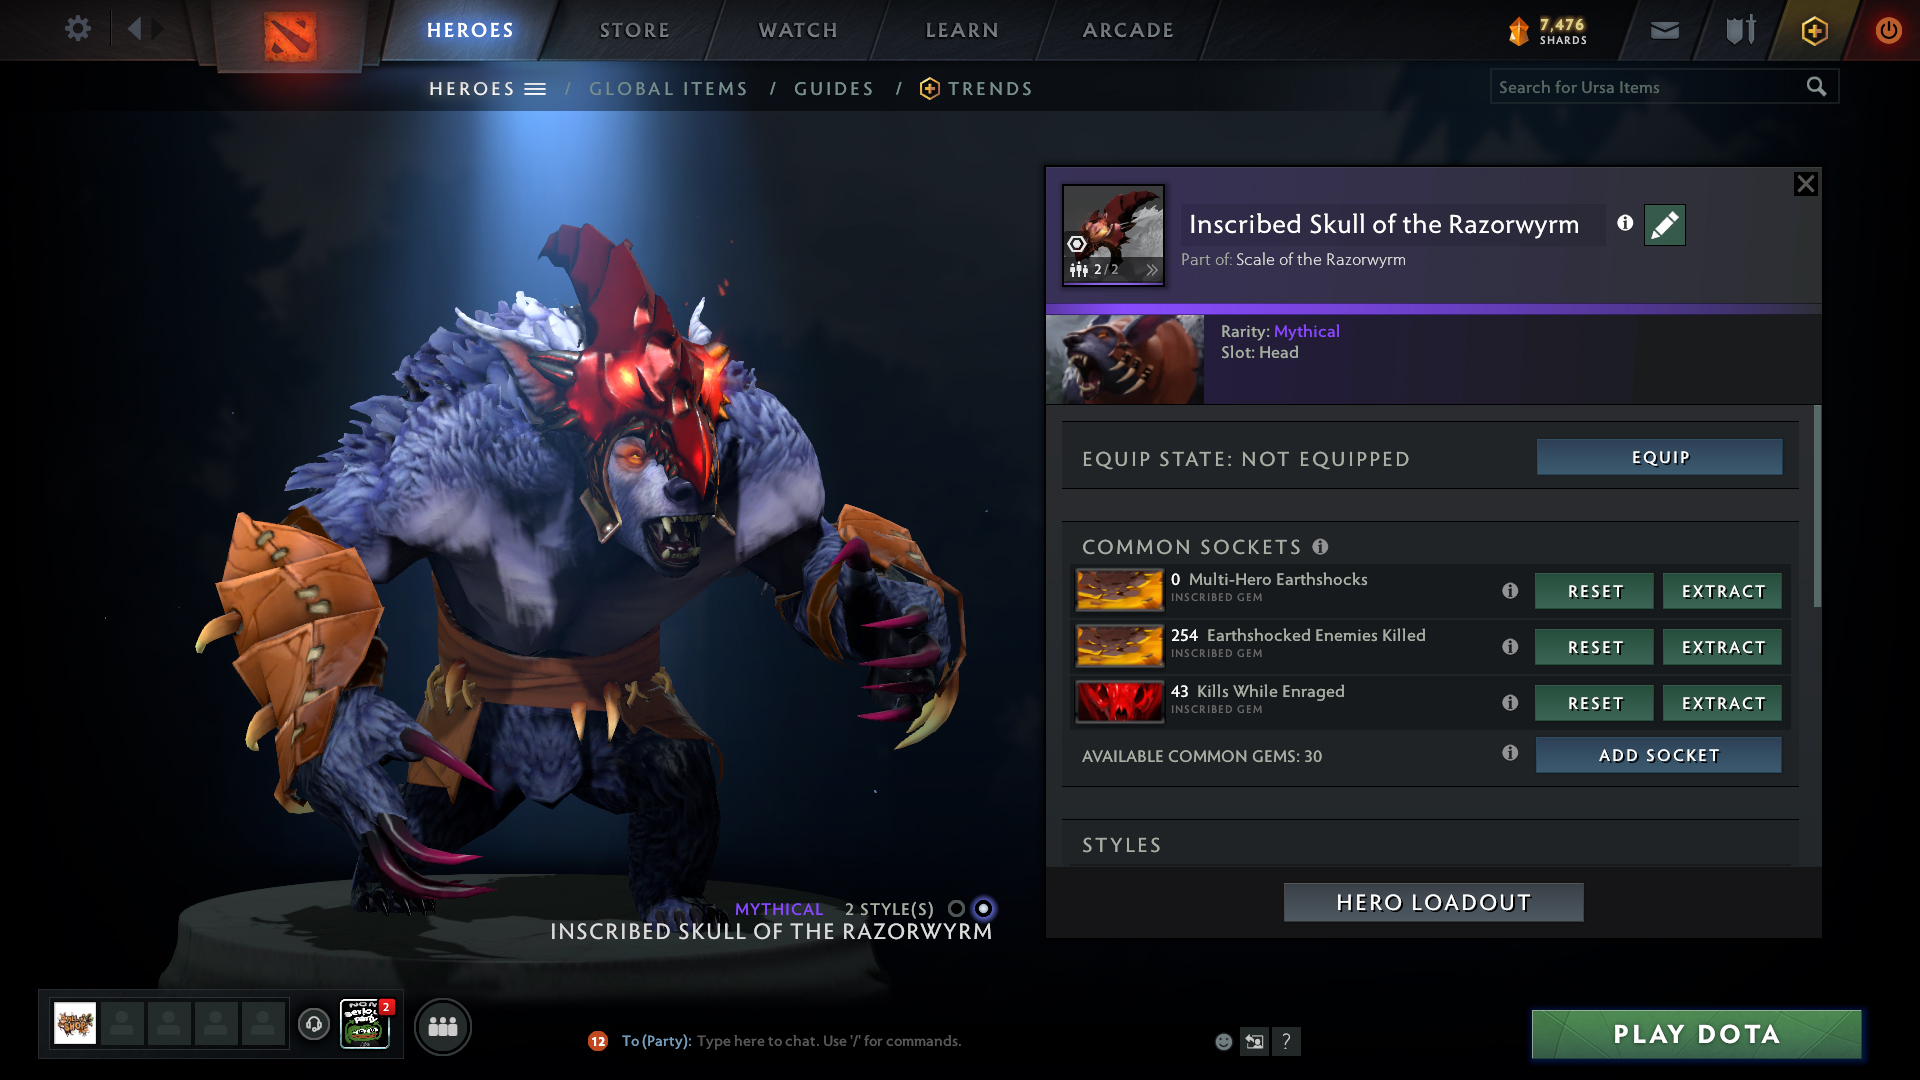 HEROES
STORE
WATCH
LEARN
ARCADE
7,476
SHARDS
HEROES / GLOBAL ITEMS / GUIDES / TRENDS
Search for Ursa Items
Inscribed Skull of the Razorwyrm
Part of: Scale of the Razorwyrm
2/2
Rarity: Mythical
Slot: Head
EQUIP STATE: NOT EQUIPPED
EQUIP
COMMON SOCKETS
0 Multi-Hero Earthshocks
INSCRIBED GEM
RESET
EXTRACT
254 Earthshocked Enemies Killed
INSCRIBED GEM
RESET
EXTRACT
43 Kills While Enraged
INSCRIBED GEM
RESET
EXTRACT
AVAILABLE COMMON GEMS: 30
ADD SOCKET
STYLES
HERO LOADOUT
MYTHICAL 2 STYLE(S)
INSCRIBED SKULL OF THE RAZORWYRM
2
12
To (Party): Type here to chat. Use '/' for commands.
?
PLAY DOTA